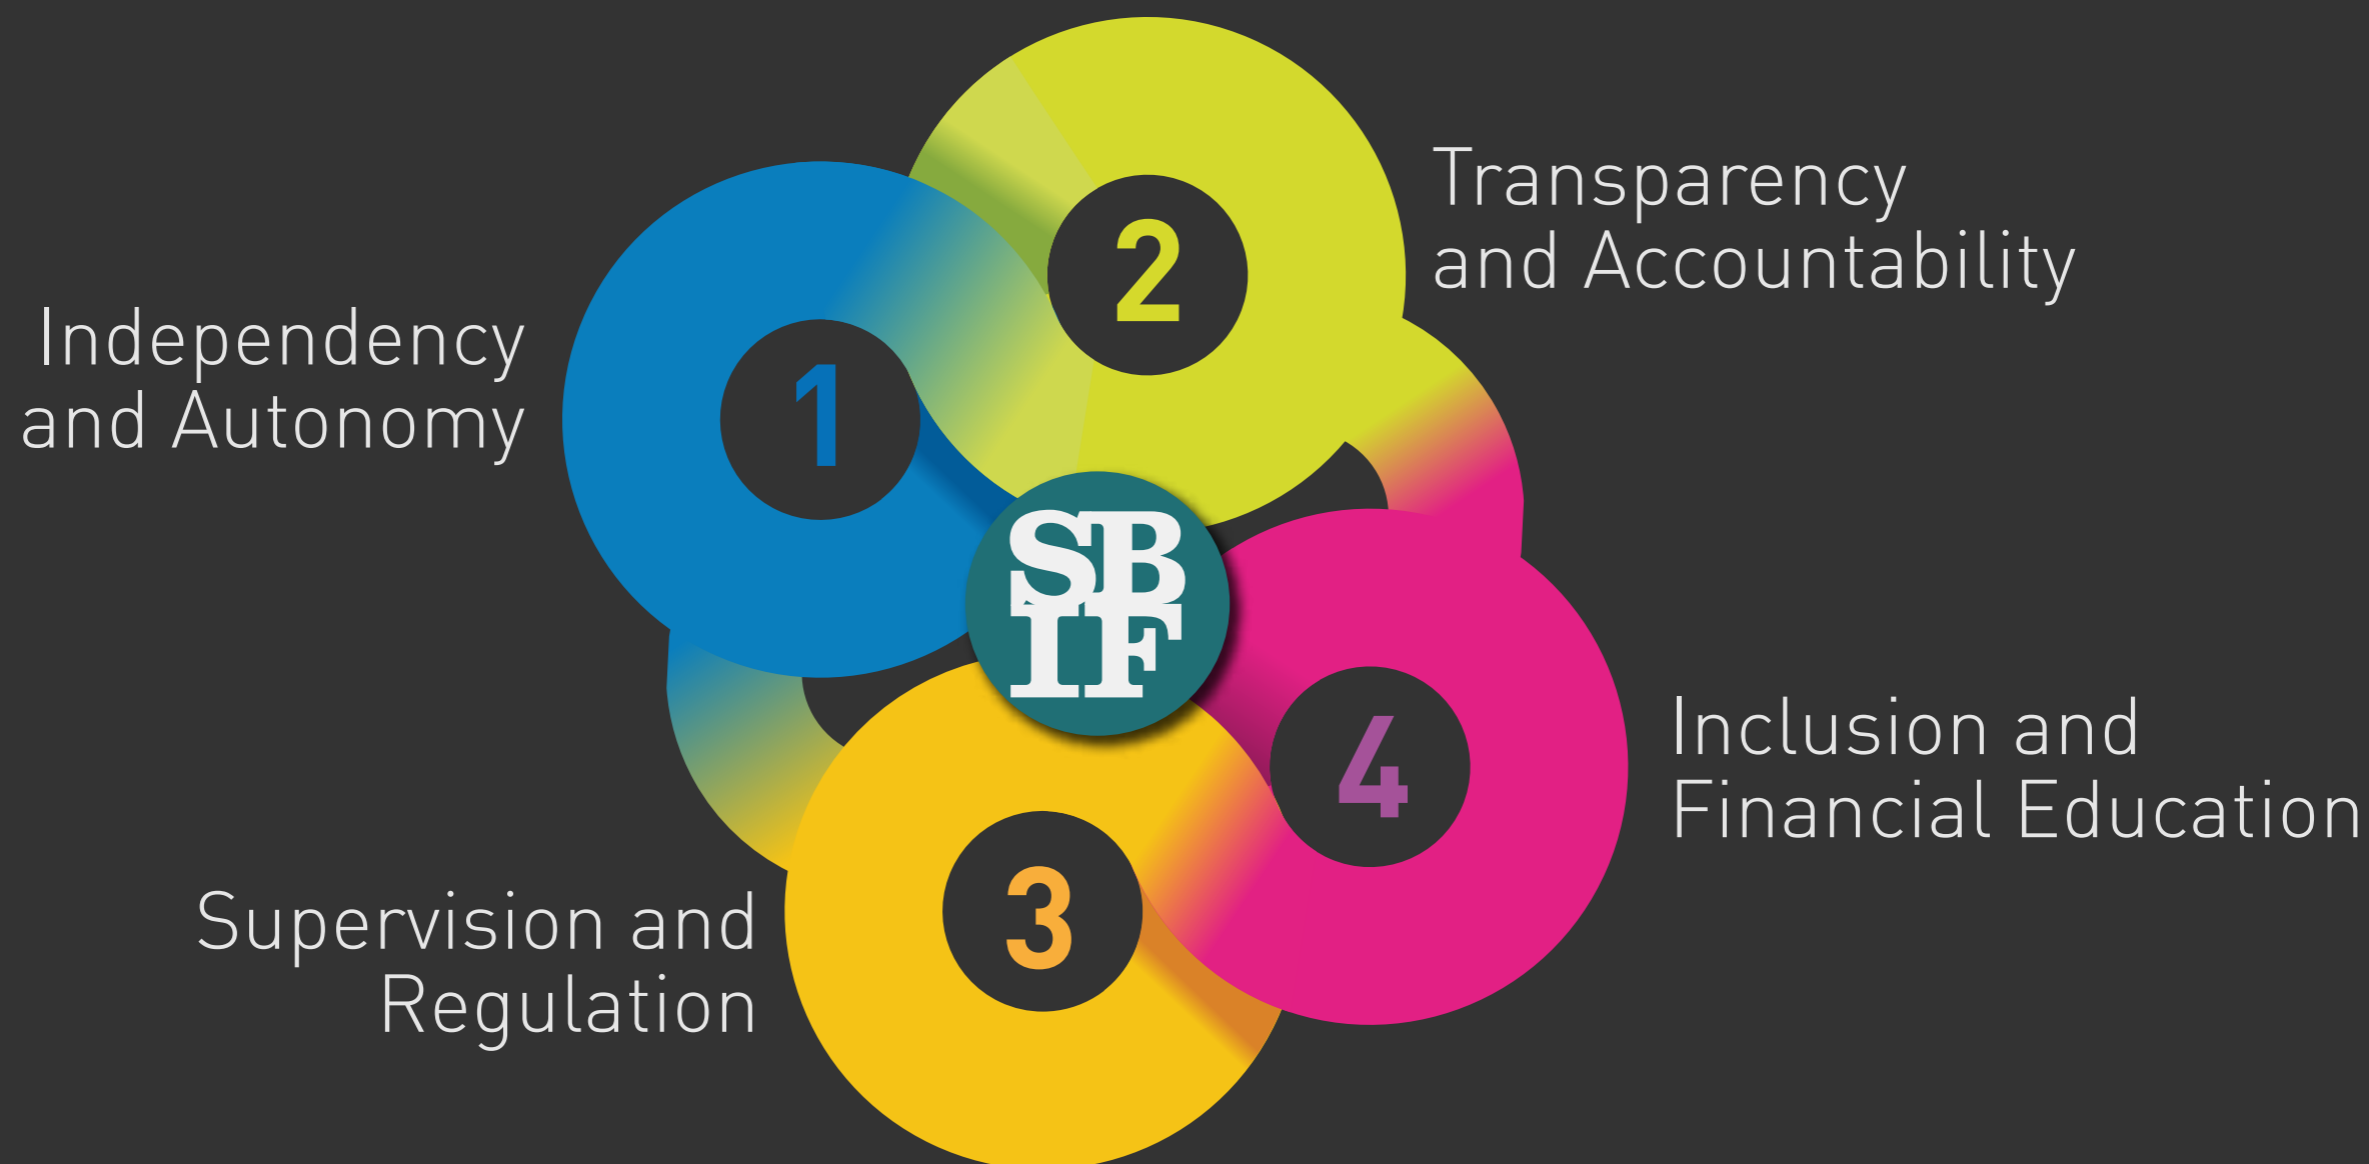 2
Transparency
and Accountability
1
Independency
and Autonomy
SB
IF
4
Inclusion and
Financial Education
3
Supervision and
Regulation